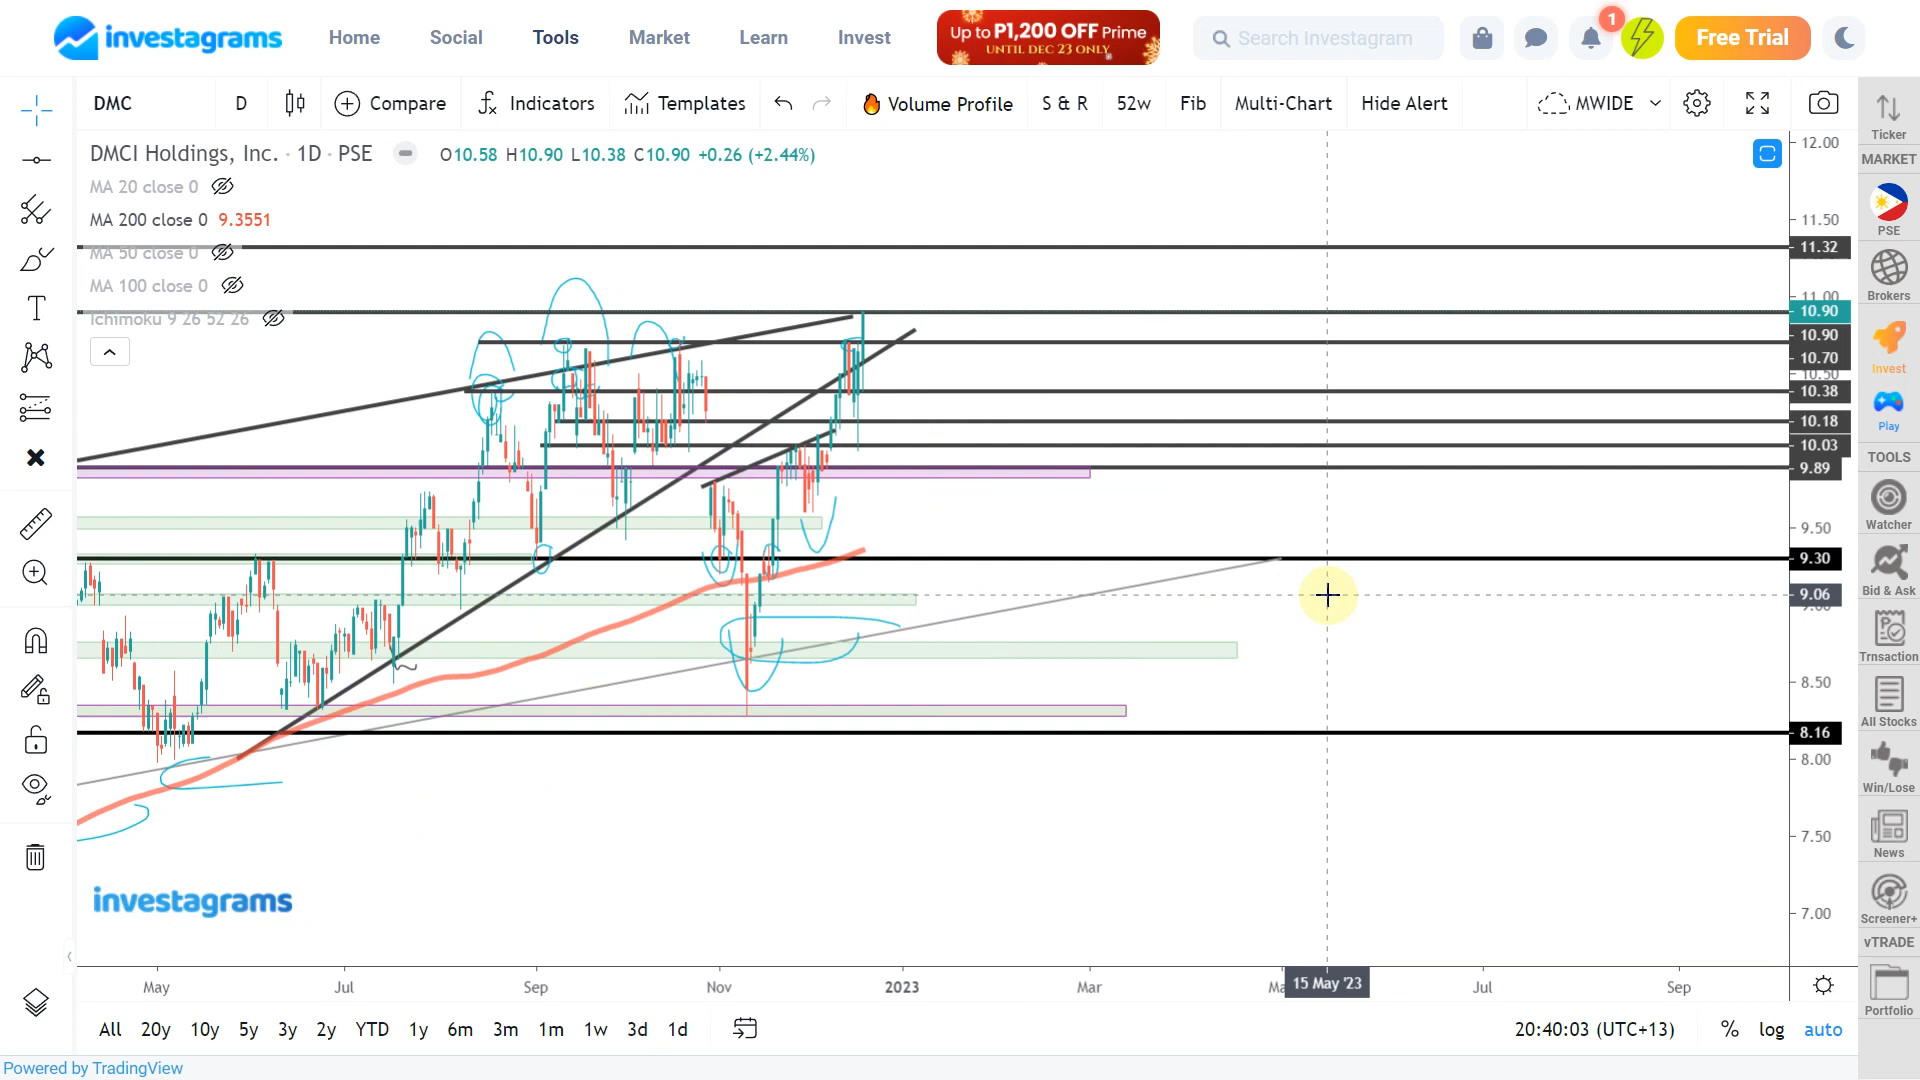 investagrams
Home
Social
Tools
Market
Learn
Invest
Up to P1,200 OFF Prime
UNTIL DEC 23 ONLY
Search Investagram
1
Free Trial
DMC
D
Compare
Indicators
Templates
Volume Profile
S & R
52w
Fib
Multi-Chart
Hide Alert
MWIDE
DMCI Holdings, Inc. · 1D · PSE
O10.58 H10.90 L10.38 C10.90 +0.26 (+2.44%)
MA 20 close 0
MA 200 close 0 9.3551
MA 50 close 0
MA 100 close 0
Ichimoku 9 26 52 26
12.00
11.50
11.32
11.00
10.90
10.90
10.70
10.50
10.38
10.18
10.03
9.89
9.50
9.30
9.06
9.00
8.50
8.16
8.00
7.50
7.00
investagrams
May
Jul
Sep
Nov
2023
Mar
15 May '23
Jul
Sep
All
20y
10y
5y
3y
2y
YTD
1y
6m
3m
1m
1w
3d
1d
20:40:03 (UTC+13)
%
log
auto
Powered by TradingView
Ticker
MARKET
PSE
Brokers
Invest
Play
TOOLS
Watcher
Bid & Ask
Trnsaction
All Stocks
Win/Lose
News
Screener+
vTRADE
Portfolio